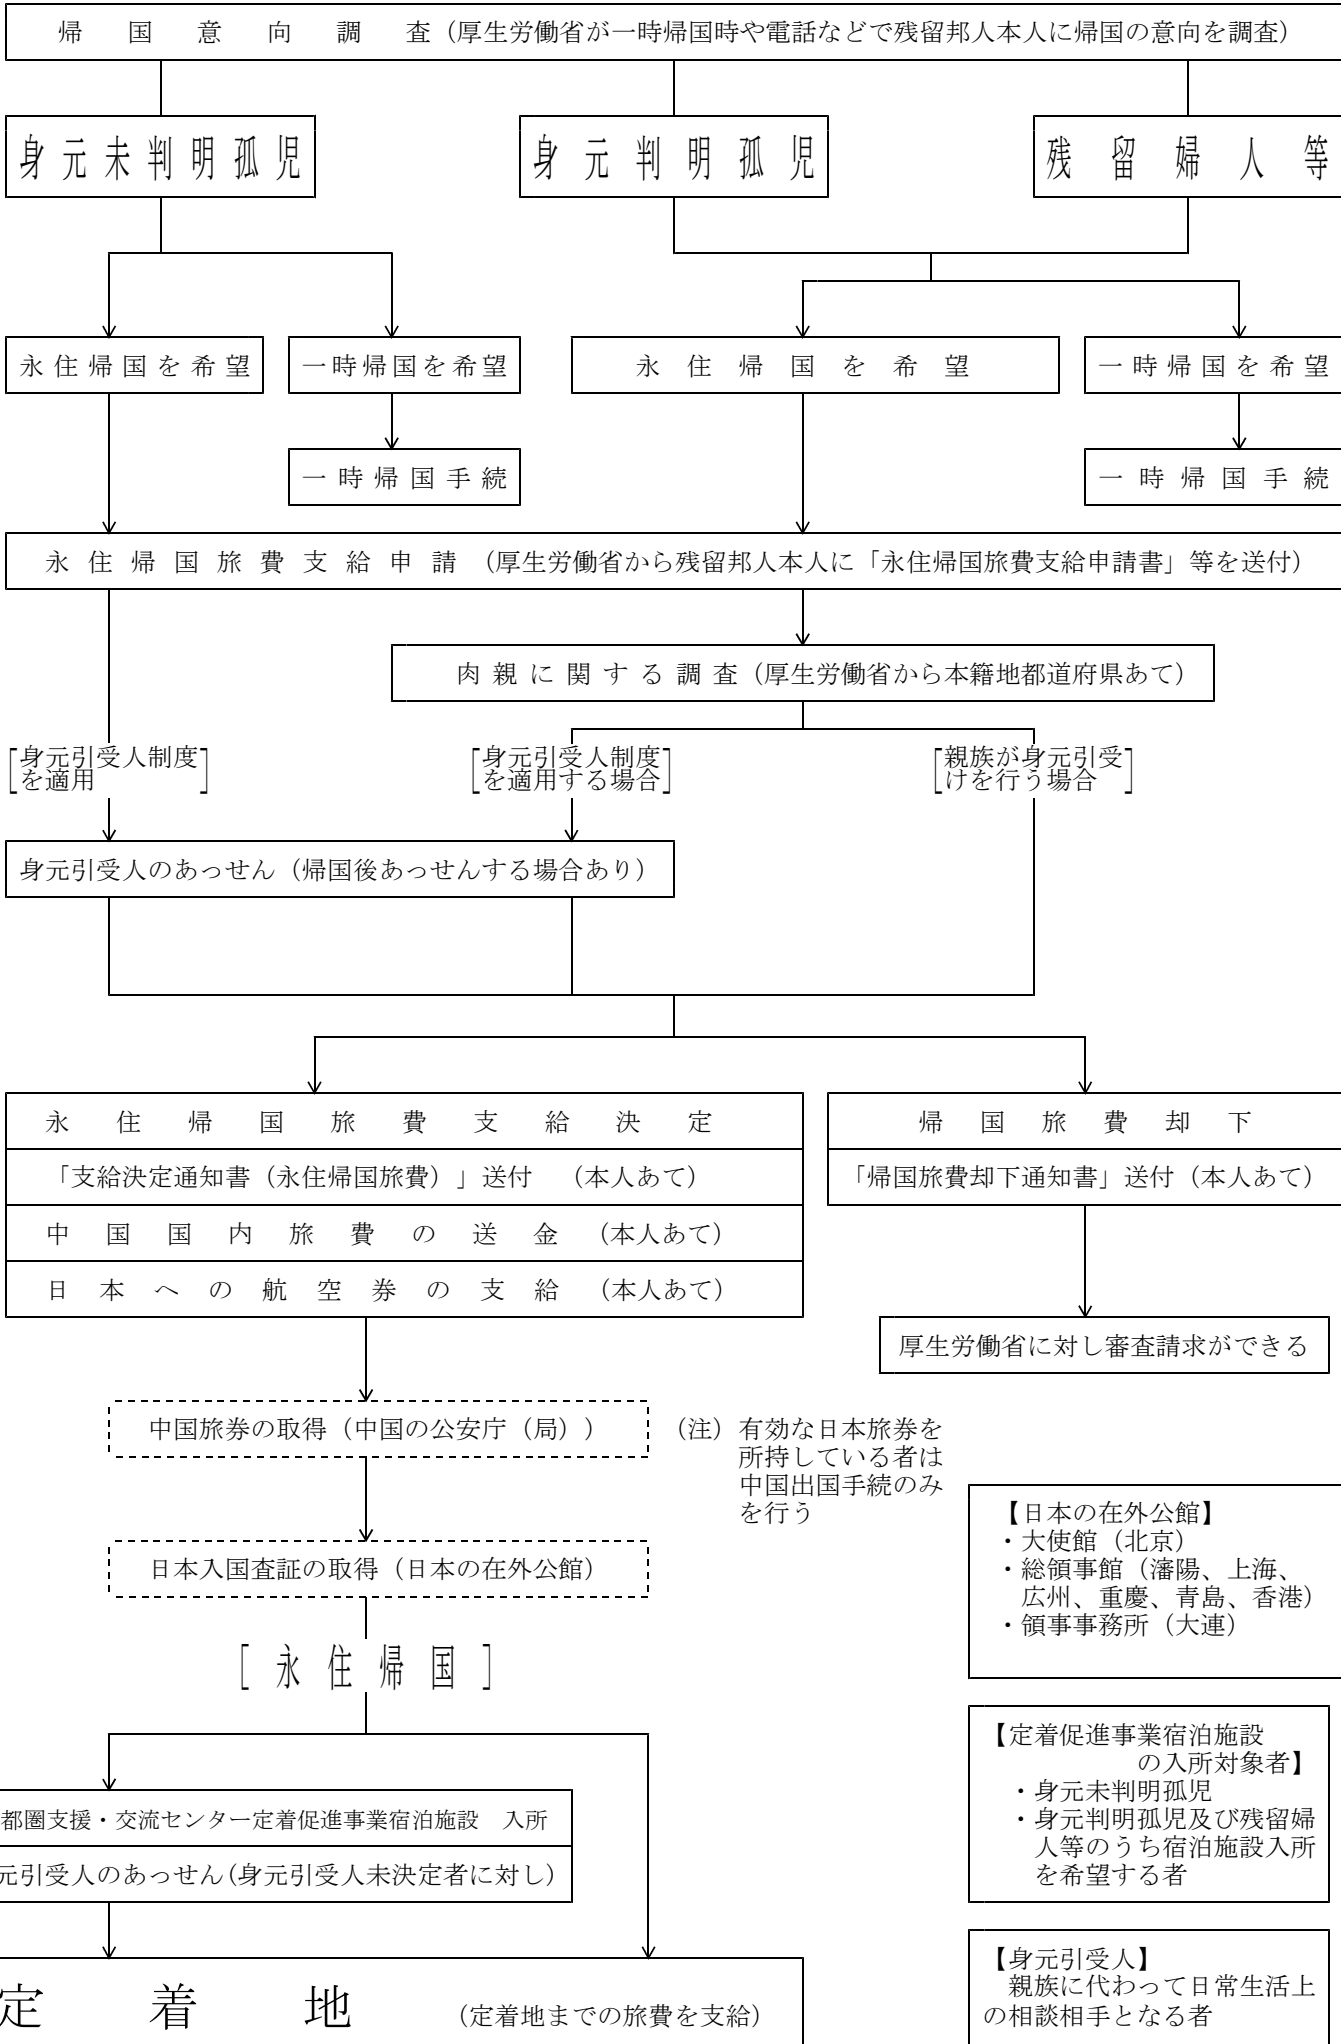 帰国意向調査（厚生労働省が一時帰国時や電話などで残留邦人本人に帰国の意向を調査）
身元未判明孤児
身元判明孤児
残留婦人等
永住帰国を希望
一時帰国を希望
永住帰国を希望
一時帰国を希望
一時帰国手続
一時帰国手続
永住帰国旅費支給申請（厚生労働省から残留邦人本人に「永住帰国旅費支給申請書」等を送付）
肉親に関する調査（厚生労働省から本籍地都道府県あて）
身元引受人制度
を適用
身元引受人制度
を適用する場合
親族が身元引受
けを行う場合
身元引受人のあっせん（帰国後あっせんする場合あり）
永住帰国旅費支給決定
「支給決定通知書（永住帰国旅費）」送付　（本人あて）
中国国内旅費の送金（本人あて）
日本への航空券の支給（本人あて）
帰国旅費却下
「帰国旅費却下通知書」送付（本人あて）
厚生労働省に対し審査請求ができる
中国旅券の取得（中国の公安庁（局））
（注）有効な日本旅券を
所持している者は
中国出国手続のみ
を行う
日本入国査証の取得（日本の在外公館）
［永住帰国］
都圏支援・交流センター定着促進事業宿泊施設　入所
元引受人のあっせん(身元引受人未決定者に対し)
定着地（定着地までの旅費を支給）
【日本の在外公館】
・大使館（北京）
・総領事館（瀋陽、上海、
広州、重慶、青島、香港）
・領事事務所（大連）
【定着促進事業宿泊施設
の入所対象者】
・身元未判明孤児
・身元判明孤児及び残留婦
人等のうち宿泊施設入所
を希望する者
【身元引受人】
親族に代わって日常生活上
の相談相手となる者